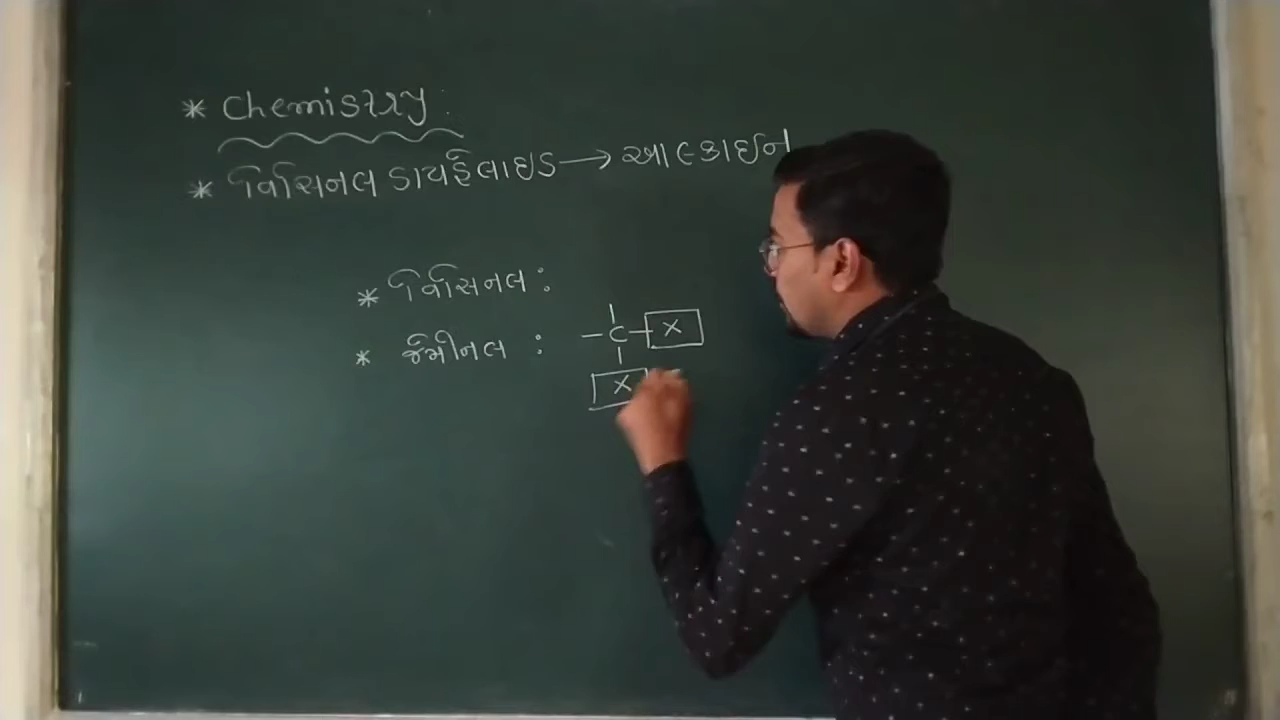 * Chemistry :
* વિસિનલ ડાયહેલાઇડ → આલ્કાઇન
* વિસિનલ :
* જેમીનલ : – C – X
X